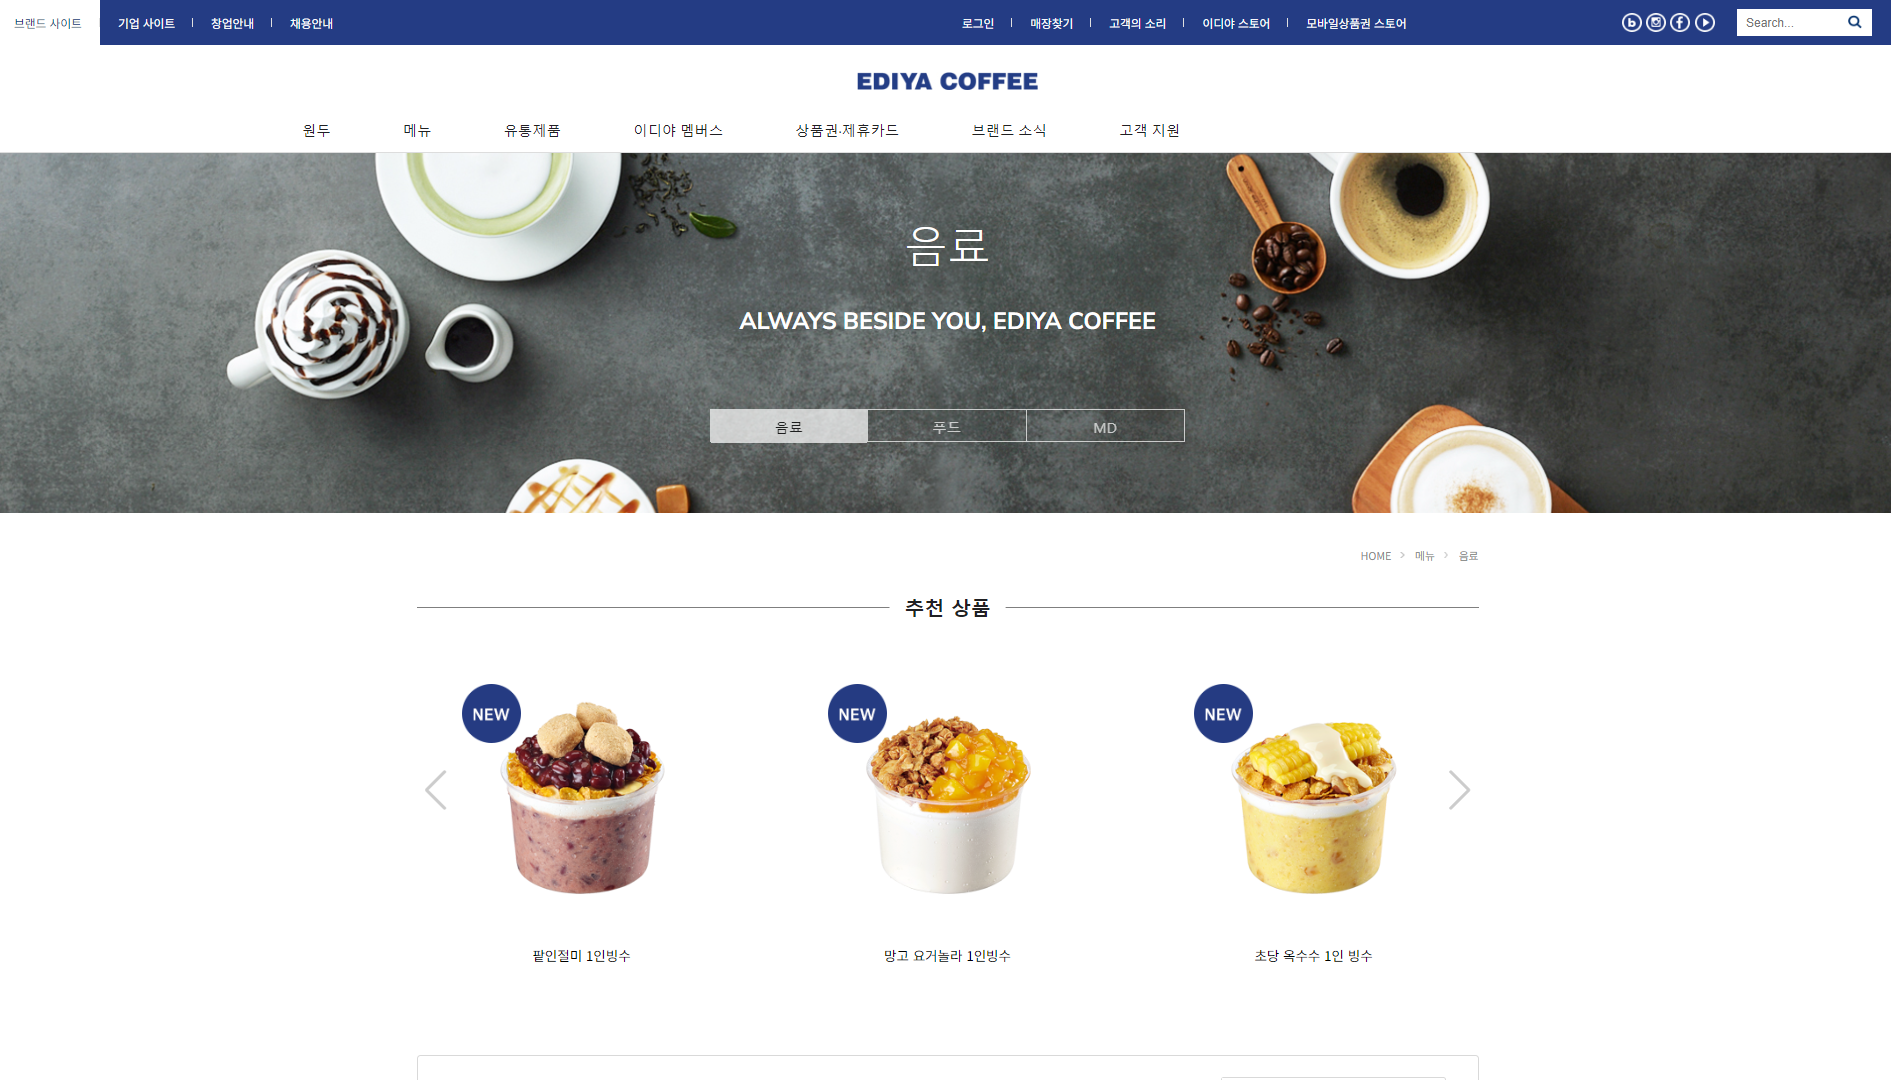 브랜드 사이트
기업 사이트
창업안내
채용안내
로그인
매장찾기
고객의 소리
이디야 스토어
모바일상품권 스토어
Search...
EDIYA COFFEE
원두
메뉴
유통제품
이디야 멤버스
상품권·제휴카드
브랜드 소식
고객 지원
음료
ALWAYS BESIDE YOU, EDIYA COFFEE
음료
푸드
MD
HOME > 메뉴 > 음료
추천 상품
NEW
NEW
NEW
팥인절미 1인빙수
망고 요거놀라 1인빙수
초당 옥수수 1인 빙수